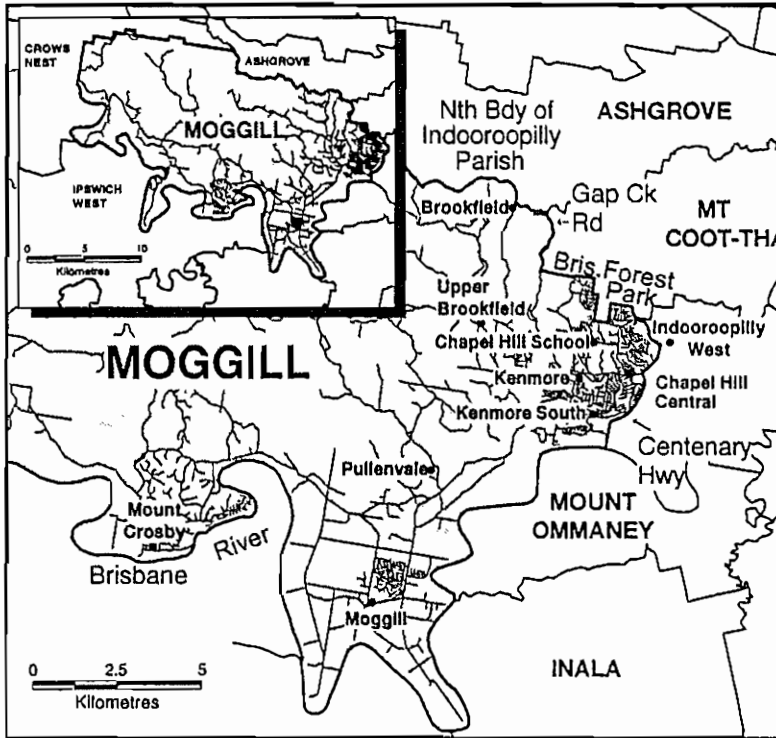 CROWS
NEST
ASHGROVE
MOGGILL
IPSWICH
WEST
0 5 10
Kilometres
Nth Bdy of
Indooroopilly
Parish
ASHGROVE
Brookfield
Gap Ck
Rd
MT
COOT-THA
Bris. Forest
Park
Upper
Brookfield
Indooroopilly
West
Chapel Hill School
MOGGILL
Kenmore
Chapel Hill
Central
Kenmore South
Centenary
Hwy
Pullenvale
MOUNT
OMMANEY
Mount
Crosby
River
Brisbane
Moggill
INALA
0 2.5 5
Kilometres